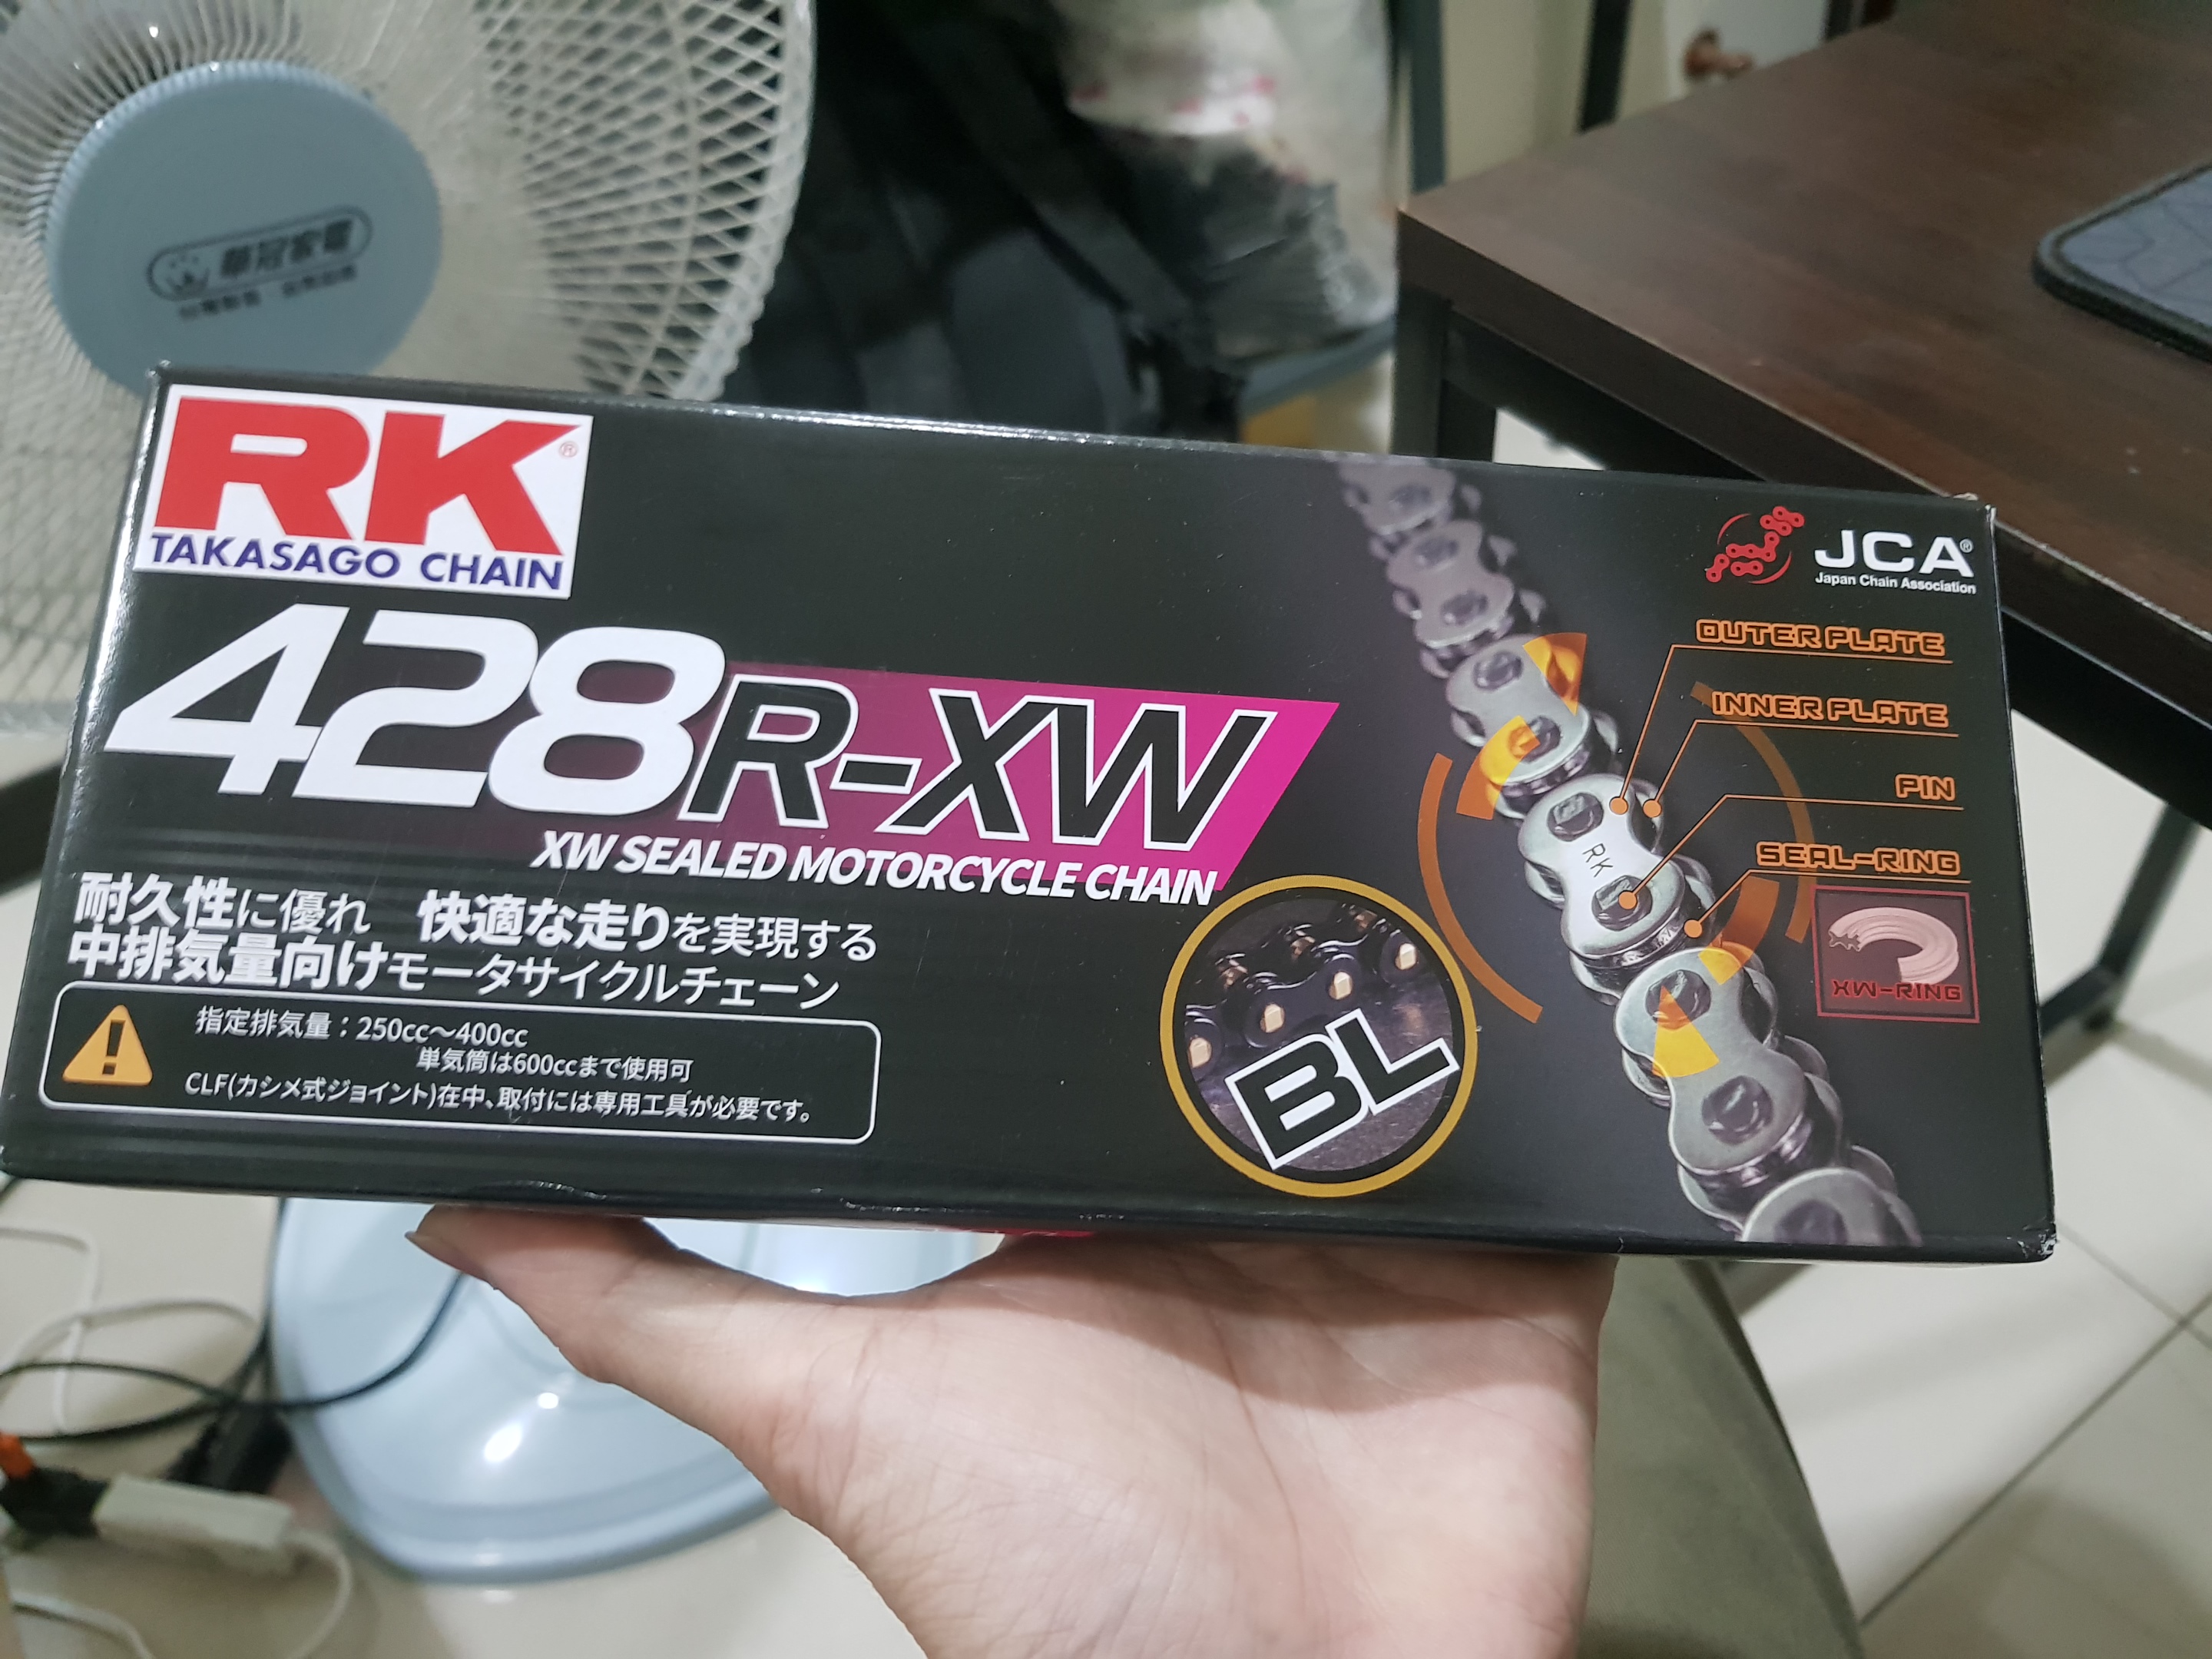 華冠家電
RK®
TAKASAGO CHAIN
JCA®
Japan Chain Association
428R-XW
XW SEALED MOTORCYCLE CHAIN
耐久性に優れ 快適な走りを実現する
中排気量向けモータサイクルチェーン
指定排気量：250cc～400cc
単気筒は600ccまで使用可
CLF(カシメ式ジョイント)在中、取付には専用工具が必要です。
BL
OUTER PLATE
INNER PLATE
PIN
SEAL-RING
RK
XW-RING